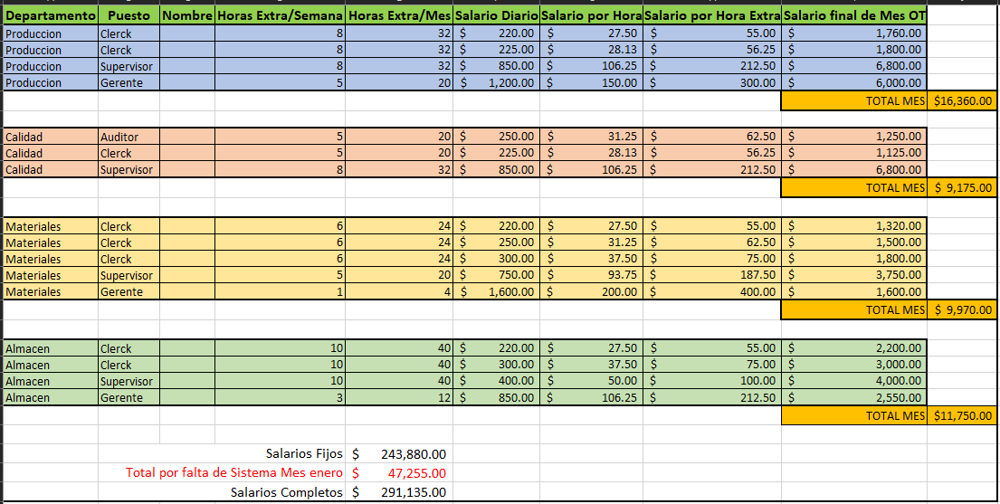 Departamento Puesto Nombre Horas Extra/Semana Horas Extra/Mes Salario Diario Salario por Hora Salario por Hora Extra Salario final de Mes OT
Produccion Clerck 8 32 $ 220.00 $ 27.50 $ 55.00 $ 1,760.00
Produccion Clerck 8 32 $ 225.00 $ 28.13 $ 56.25 $ 1,800.00
Produccion Supervisor 8 32 $ 850.00 $ 106.25 $ 212.50 $ 6,800.00
Produccion Gerente 5 20 $ 1,200.00 $ 150.00 $ 300.00 $ 6,000.00
TOTAL MES $16,360.00
Calidad Auditor 5 20 $ 250.00 $ 31.25 $ 62.50 $ 1,250.00
Calidad Clerck 5 20 $ 225.00 $ 28.13 $ 56.25 $ 1,125.00
Calidad Supervisor 8 32 $ 850.00 $ 106.25 $ 212.50 $ 6,800.00
TOTAL MES $ 9,175.00
Materiales Clerck 6 24 $ 220.00 $ 27.50 $ 55.00 $ 1,320.00
Materiales Clerck 6 24 $ 250.00 $ 31.25 $ 62.50 $ 1,500.00
Materiales Clerck 6 24 $ 300.00 $ 37.50 $ 75.00 $ 1,800.00
Materiales Supervisor 5 20 $ 750.00 $ 93.75 $ 187.50 $ 3,750.00
Materiales Gerente 1 4 $ 1,600.00 $ 200.00 $ 400.00 $ 1,600.00
TOTAL MES $ 9,970.00
Almacen Clerck 10 40 $ 220.00 $ 27.50 $ 55.00 $ 2,200.00
Almacen Clerck 10 40 $ 300.00 $ 37.50 $ 75.00 $ 3,000.00
Almacen Supervisor 10 40 $ 400.00 $ 50.00 $ 100.00 $ 4,000.00
Almacen Gerente 3 12 $ 850.00 $ 106.25 $ 212.50 $ 2,550.00
TOTAL MES $11,750.00
Salarios Fijos $ 243,880.00
Total por falta de Sistema Mes enero $ 47,255.00
Salarios Completos $ 291,135.00